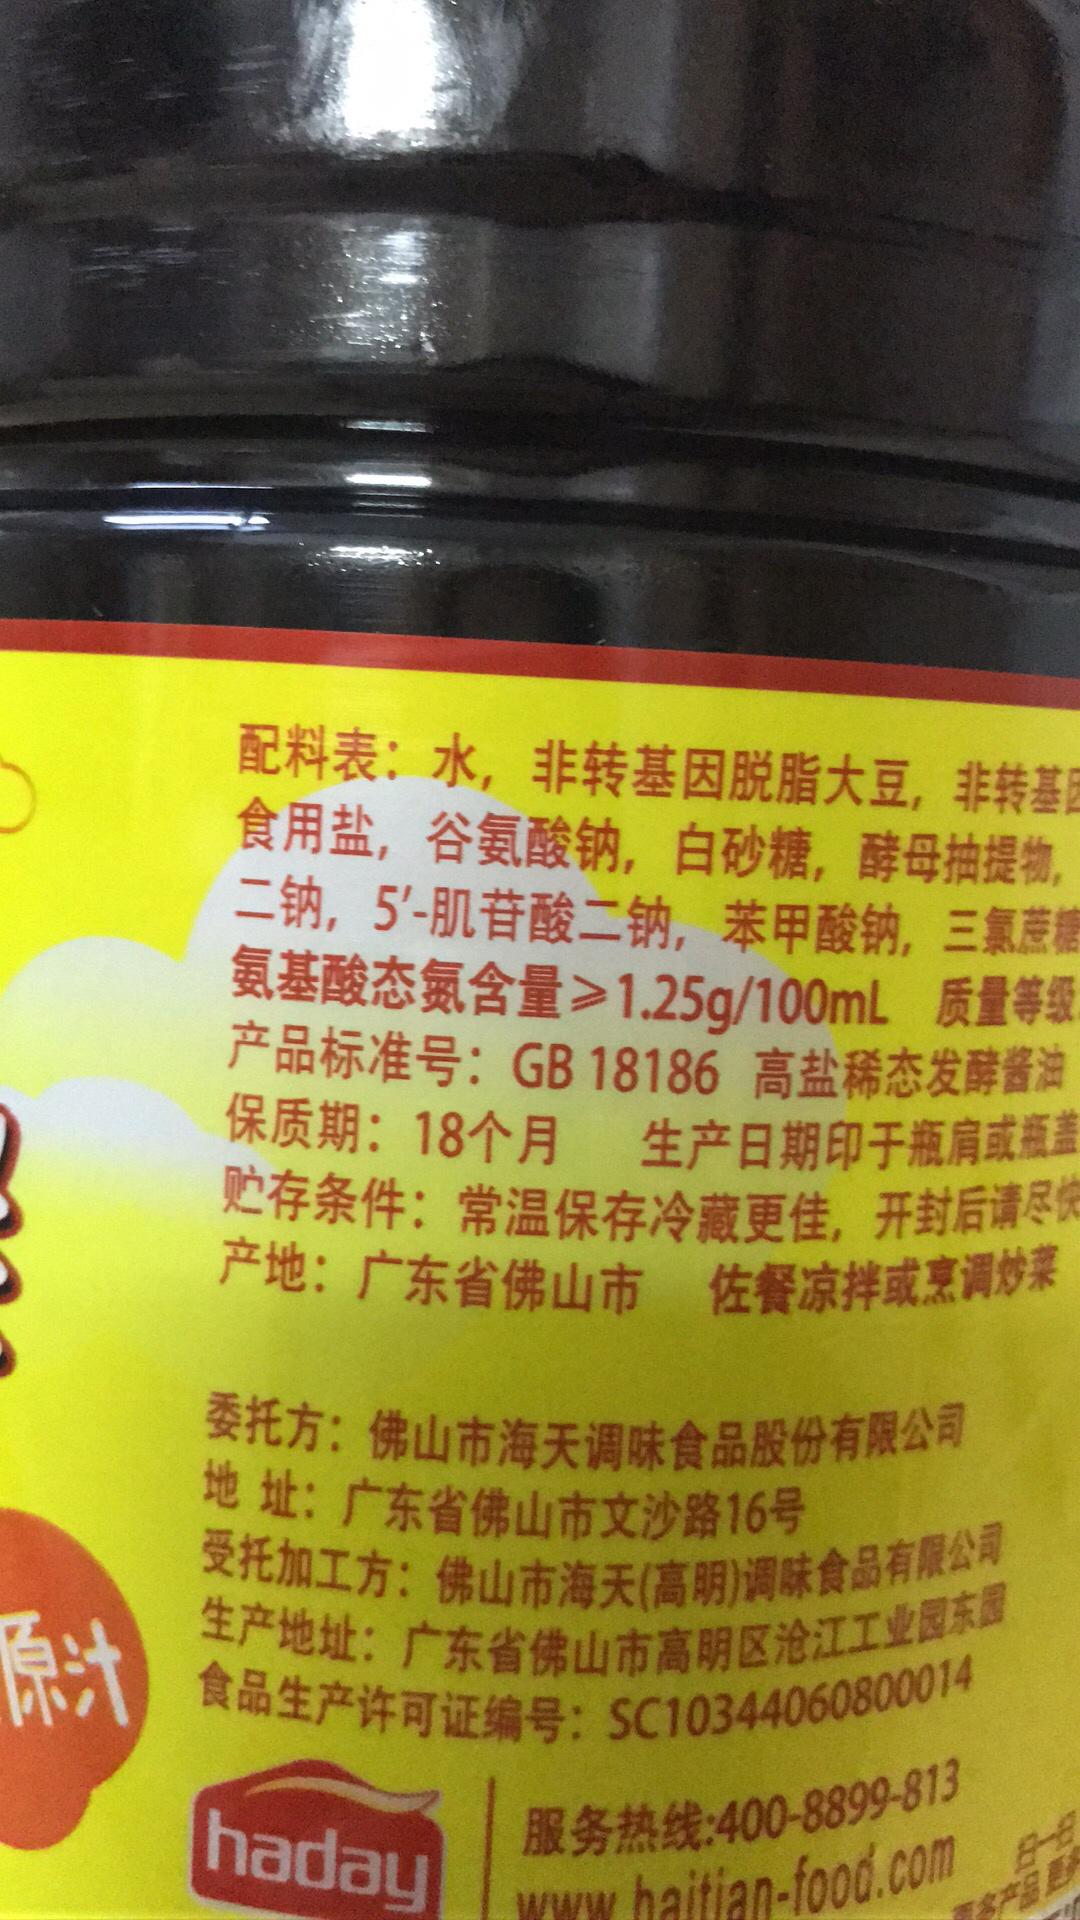 配料表：水，非转基因脱脂大豆，非转基因
食用盐，谷氨酸钠，白砂糖，酵母抽提物，
二钠，5′-肌苷酸二钠，苯甲酸钠，三氯蔗糖
氨基酸态氮含量≥1.25g/100mL 质量等级
产品标准号：GB 18186 高盐稀态发酵酱油
保质期：18个月 生产日期印于瓶肩或瓶盖
贮存条件：常温保存冷藏更佳，开封后请尽快
产地：广东省佛山市 佐餐凉拌或烹调炒菜
委托方：佛山市海天调味食品股份有限公司
地 址：广东省佛山市文沙路16号
受托加工方：佛山市海天(高明)调味食品有限公司
生产地址：广东省佛山市高明区沧江工业园东园
食品生产许可证编号：SC10344060800014
原汁
haday
服务热线:400-8899-813
www.haitian-food.com
扫一扫
更多产品 更多